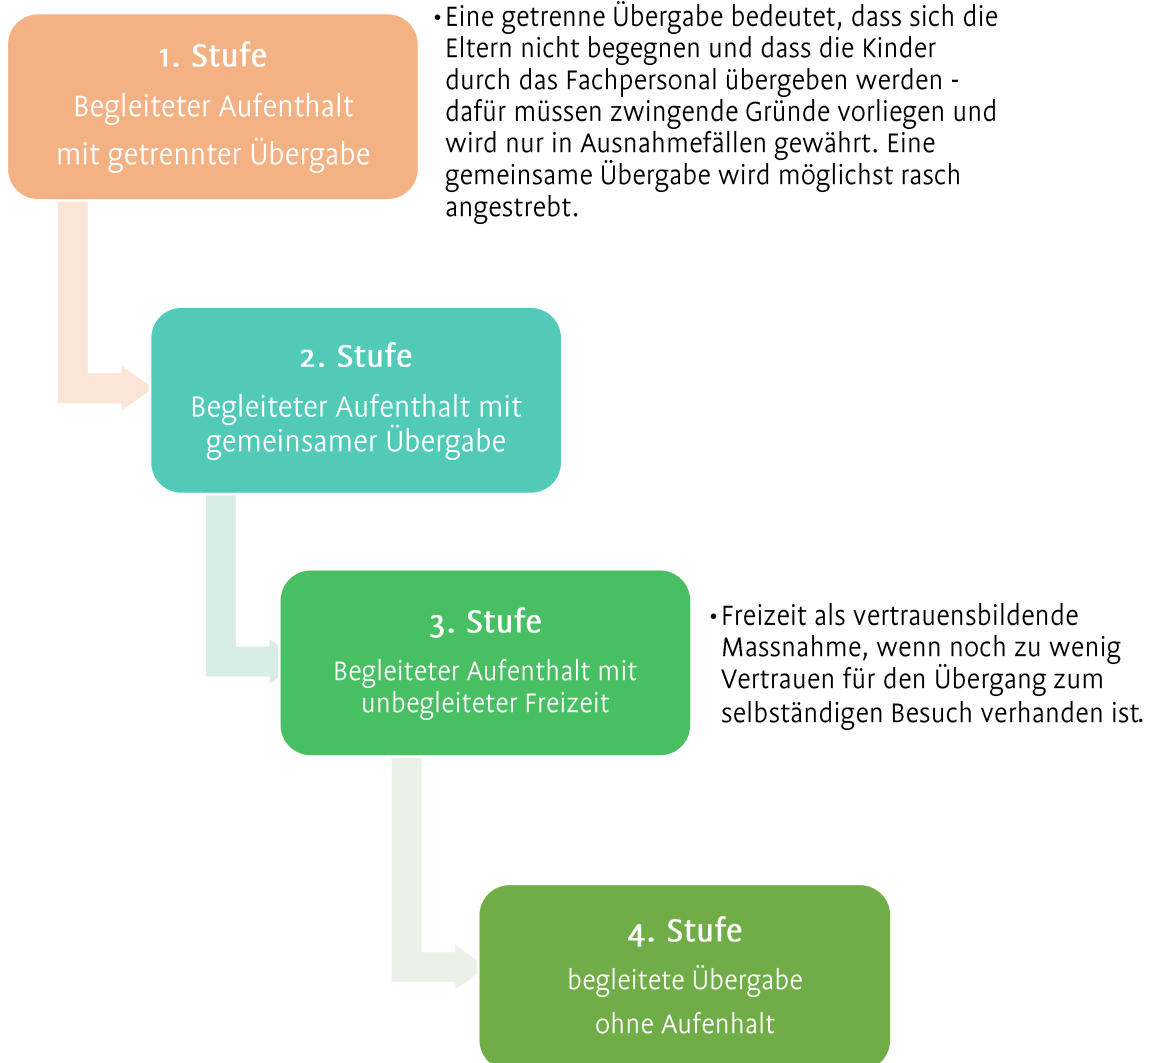 1. Stufe
Begleiteter Aufenthalt
mit getrennter Übergabe
• Eine getrenne Übergabe bedeutet, dass sich die
Eltern nicht begegnen und dass die Kinder
durch das Fachpersonal übergeben werden -
dafür müssen zwingende Gründe vorliegen und
wird nur in Ausnahmefällen gewährt. Eine
gemeinsame Übergabe wird möglichst rasch
angestrebt.
2. Stufe
Begleiteter Aufenthalt mit
gemeinsamer Übergabe
3. Stufe
Begleiteter Aufenthalt mit
unbegleiteter Freizeit
• Freizeit als vertrauensbildende
Massnahme, wenn noch zu wenig
Vertrauen für den Übergang zum
selbständigen Besuch verhanden ist.
4. Stufe
begleitete Übergabe
ohne Aufenhalt